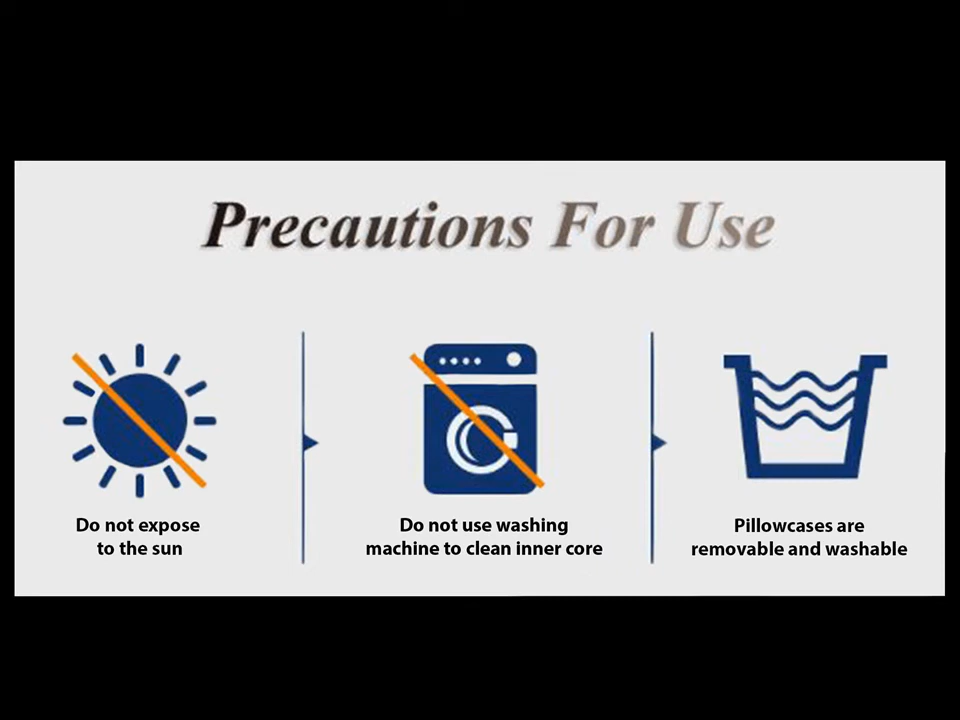 Precautions For Use
Do not expose
to the sun
Do not use washing
machine to clean inner core
Pillowcases are
removable and washable